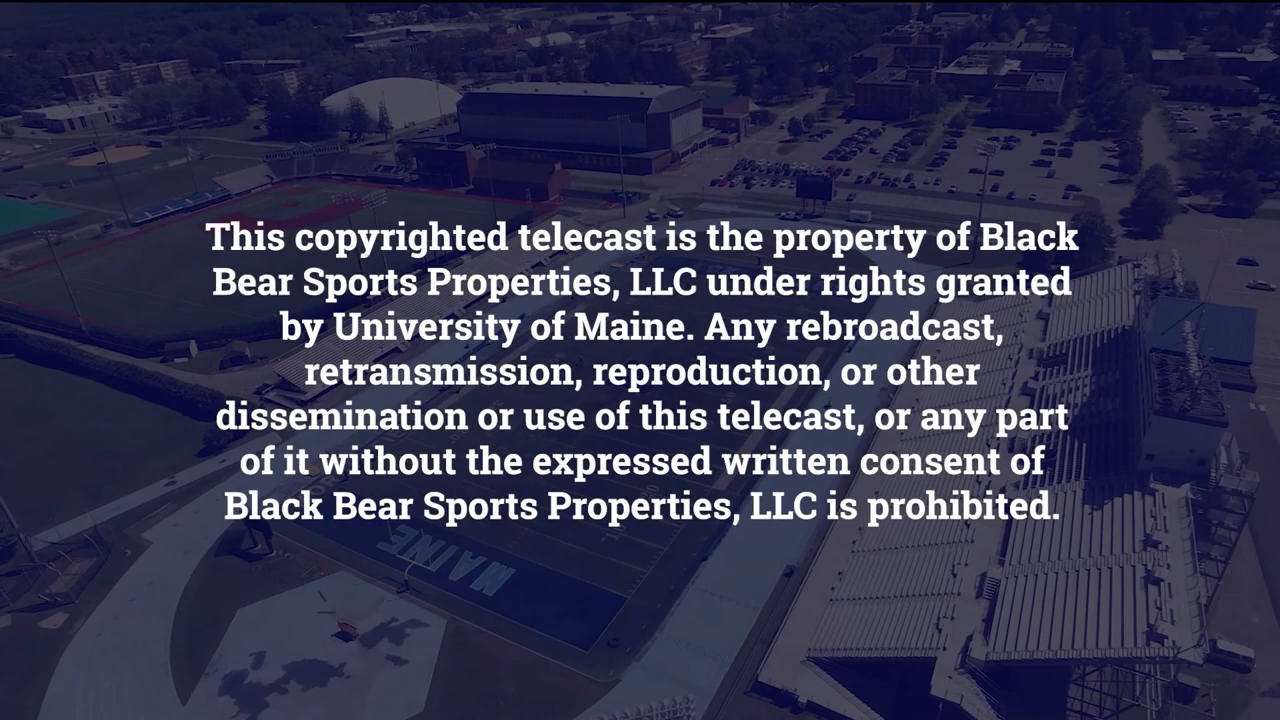 This copyrighted telecast is the property of Black
Bear Sports Properties, LLC under rights granted
by University of Maine. Any rebroadcast,
retransmission, reproduction, or other
dissemination or use of this telecast, or any part
of it without the expressed written consent of
Black Bear Sports Properties, LLC is prohibited.
MAINE